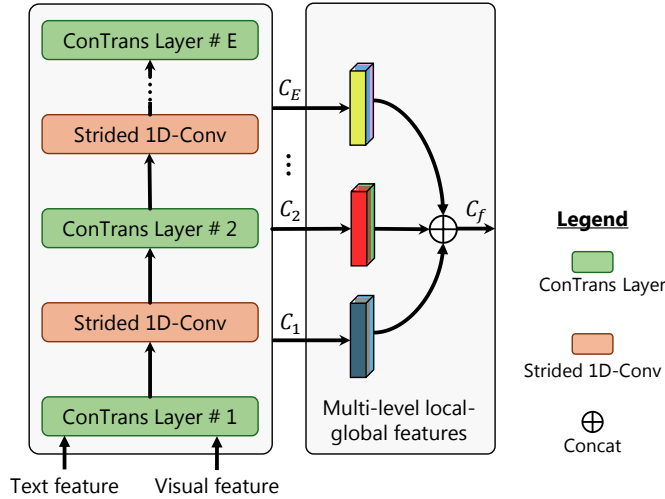 ConTrans Layer # E
Strided 1D-Conv
ConTrans Layer # 2
Strided 1D-Conv
ConTrans Layer # 1
Text feature
Visual feature
C_E
...
C_2
C_1
C_f
Multi-level local-
global features
Legend
ConTrans Layer
Strided 1D-Conv
Concat